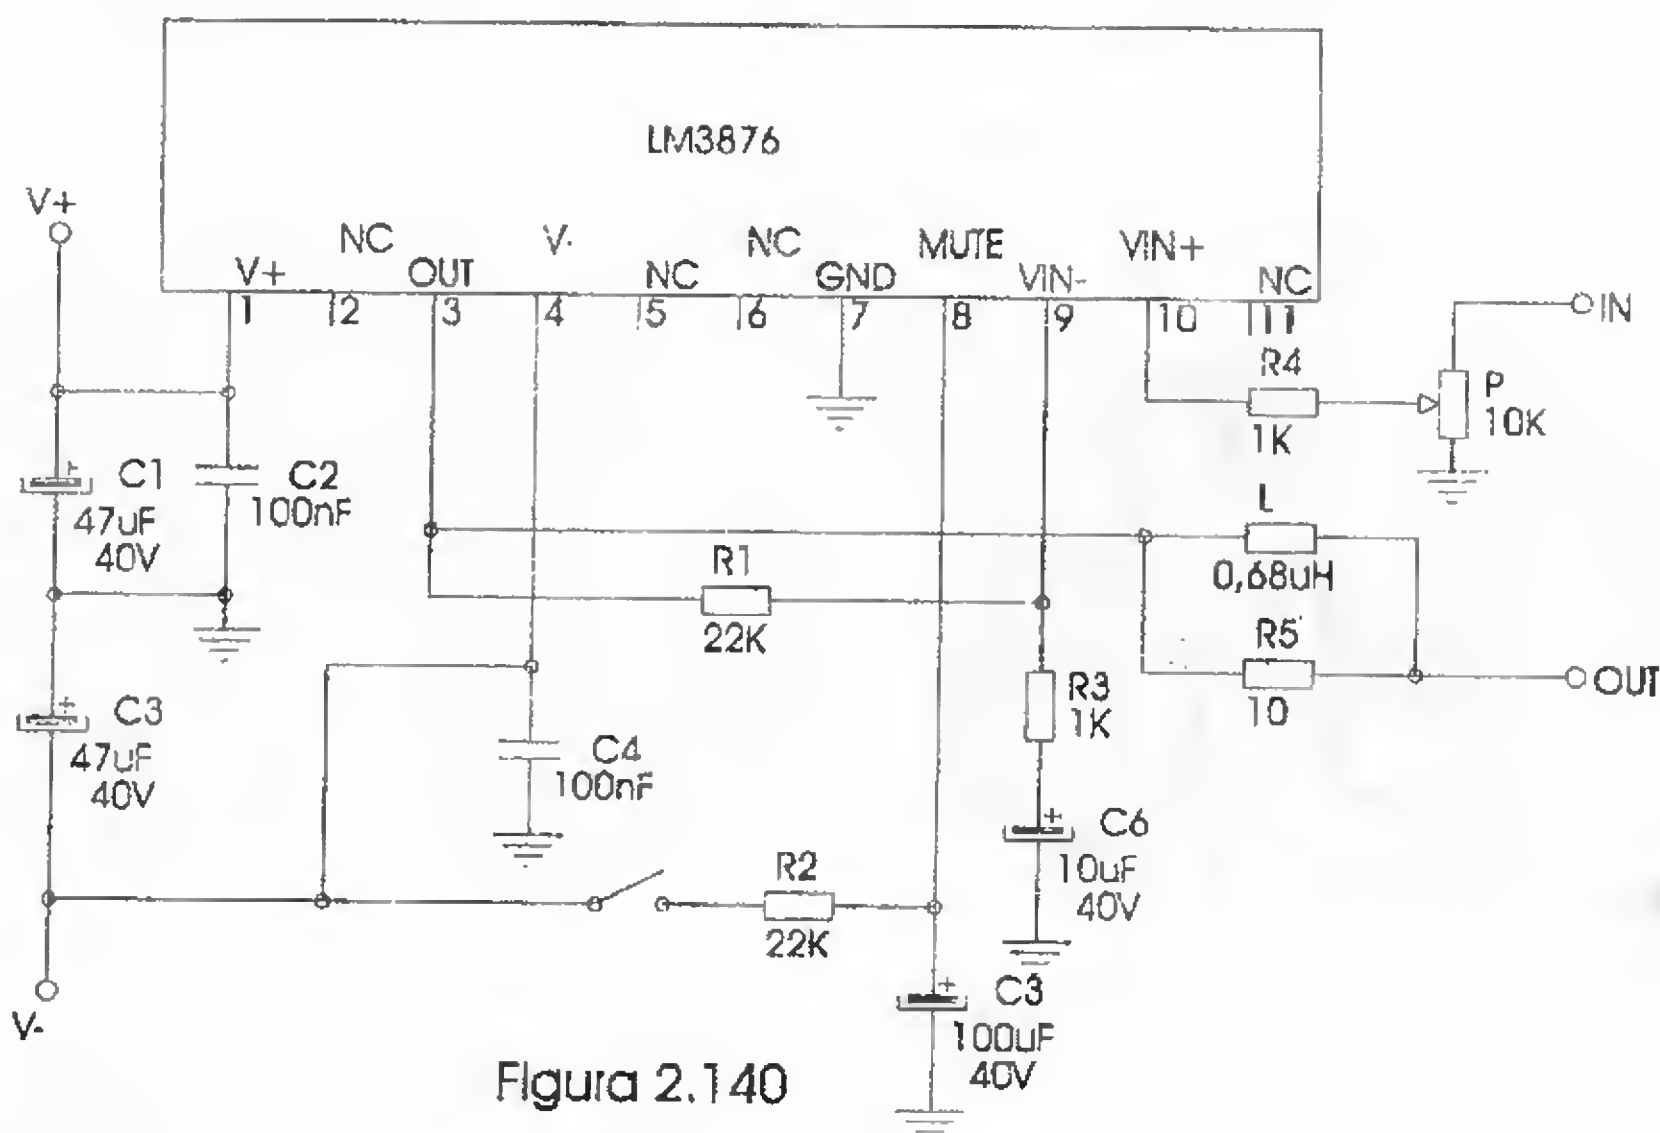 LM3876
V+
NC
V-
NC
MUTE
VIN+
V+
OUT
NC
GND
VIN-
NC
1
2
3
4
5
6
7
8
9
10
11
IN
R4
1K
P
10K
C1
47uF
40V
C2
100nF
L
0,68uH
R1
22K
R5
10
OUT
R3
1K
C3
47uF
40V
C4
100nF
C6
10uF
40V
R2
22K
V-
C3
100uF
40V
+
+
+
+
Figura 2.140